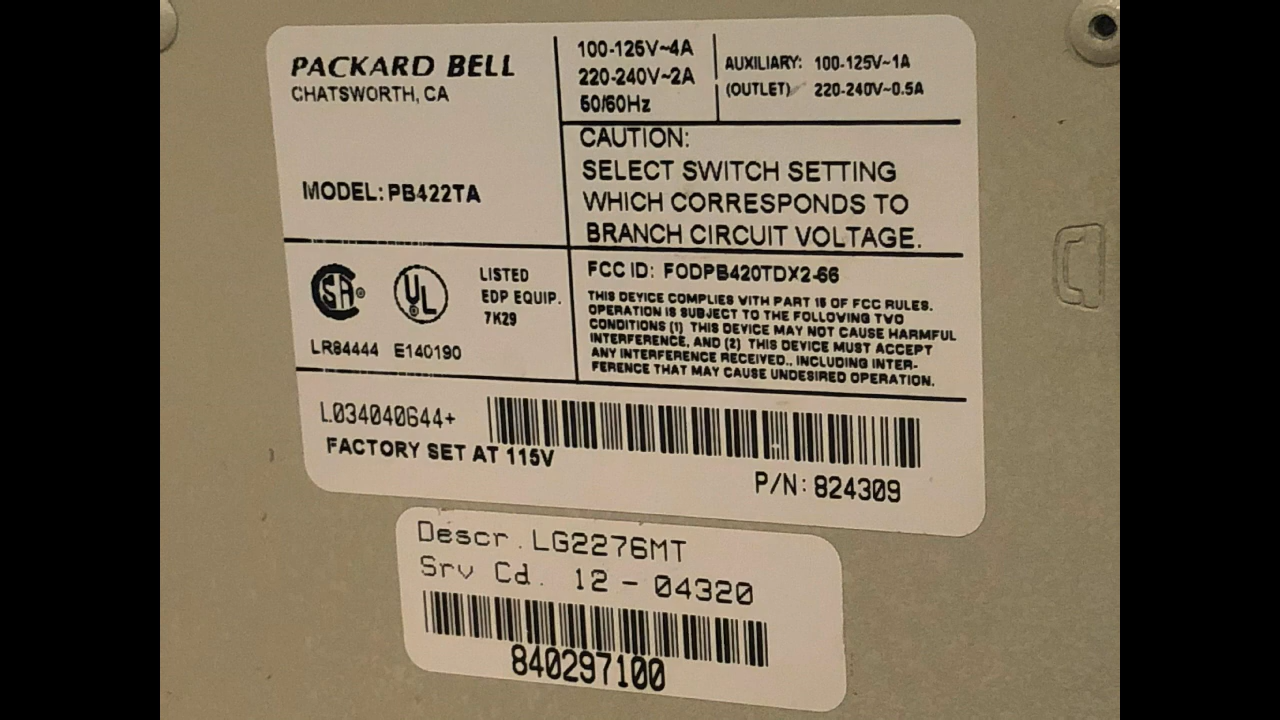 PACKARD BELL
CHATSWORTH, CA
MODEL: PB422TA
100-125V~4A
220-240V~2A
50/60Hz
AUXILIARY: 100-125V~1A
(OUTLET) 220-240V~0.5A
CAUTION:
SELECT SWITCH SETTING
WHICH CORRESPONDS TO
BRANCH CIRCUIT VOLTAGE.
SA
LR84444
UL
E140190
LISTED
EDP EQUIP.
7K29
FCC ID: FODPB420TDX2-66
THIS DEVICE COMPLIES WITH PART 15 OF FCC RULES.
OPERATION IS SUBJECT TO THE FOLLOWING TWO
CONDITIONS (1) THIS DEVICE MAY NOT CAUSE HARMFUL
INTERFERENCE, AND (2) THIS DEVICE MUST ACCEPT
ANY INTERFERENCE RECEIVED., INCLUDING INTER-
FERENCE THAT MAY CAUSE UNDESIRED OPERATION.
L034040644+
FACTORY SET AT 115V
P/N: 824309
Descr. LG2276MT
Srv Cd. 12 - 04320
840297100